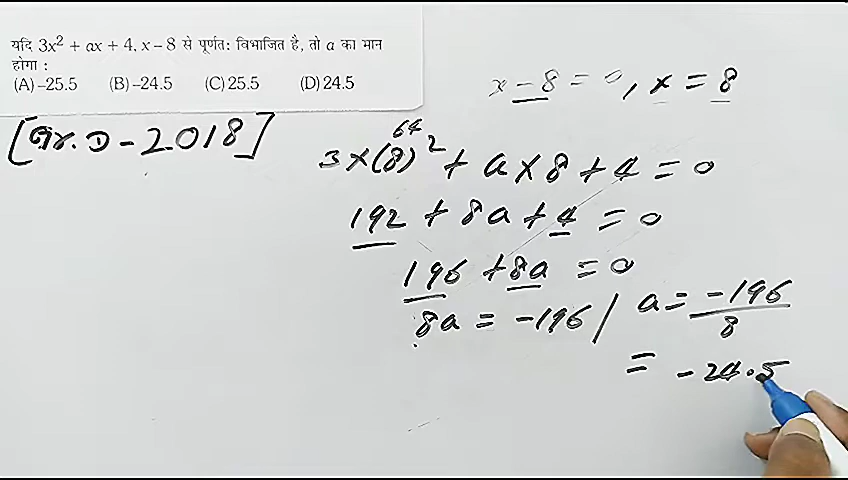 यदि 3x² + ax + 4, x – 8 से पूर्णत: विभाजित है, तो a का मान
होगा :
(A) –25.5 (B) –24.5 (C) 25.5 (D) 24.5
[Gr. D - 2018]
x - 8 = 0, x = 8
64
3 × (8)² + a × 8 + 4 = 0
192 + 8a + 4 = 0
196 + 8a = 0
8a = -196 / a = -196/8
= -24.5